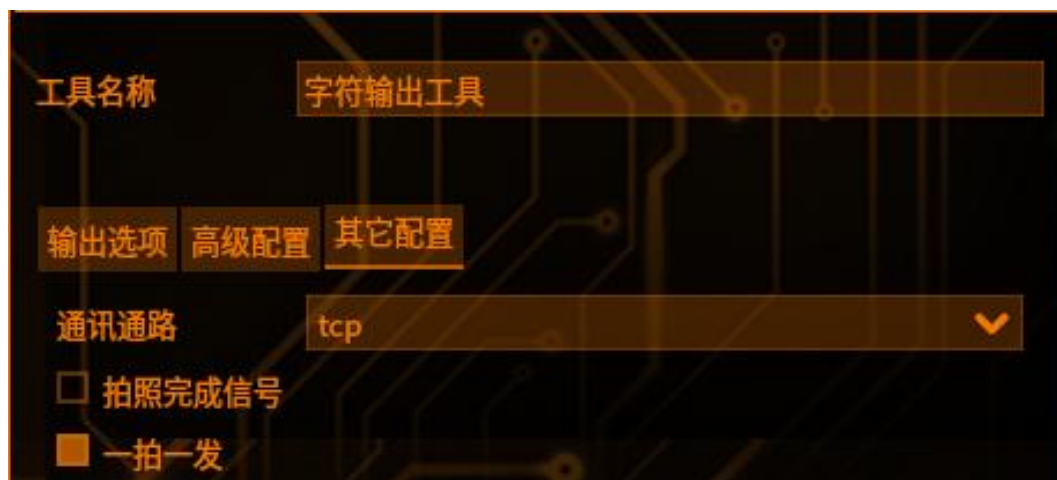 工具名称 字符输出工具
输出选项 高级配置 其它配置
通讯通路 tcp
拍照完成信号
一拍一发